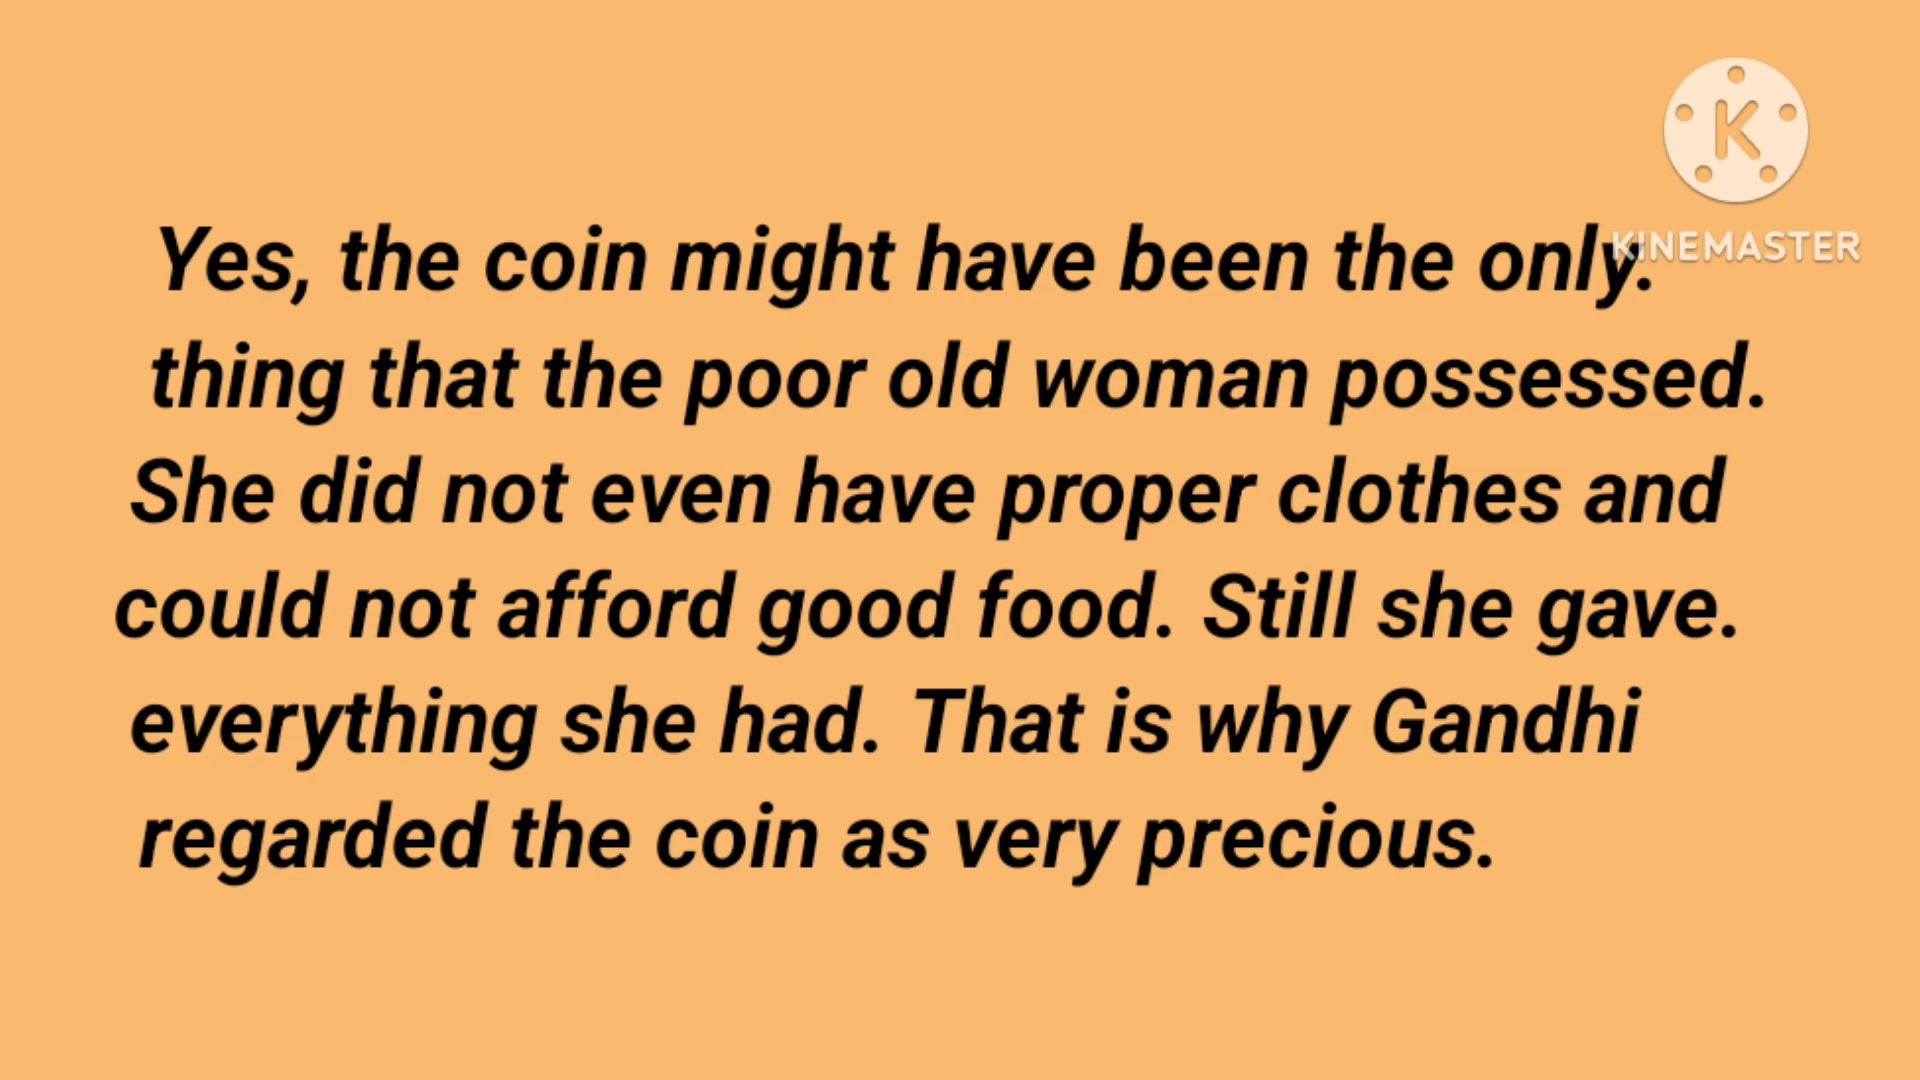 K
KINEMASTER
Yes, the coin might have been the only.
thing that the poor old woman possessed.
She did not even have proper clothes and
could not afford good food. Still she gave.
everything she had. That is why Gandhi
regarded the coin as very precious.